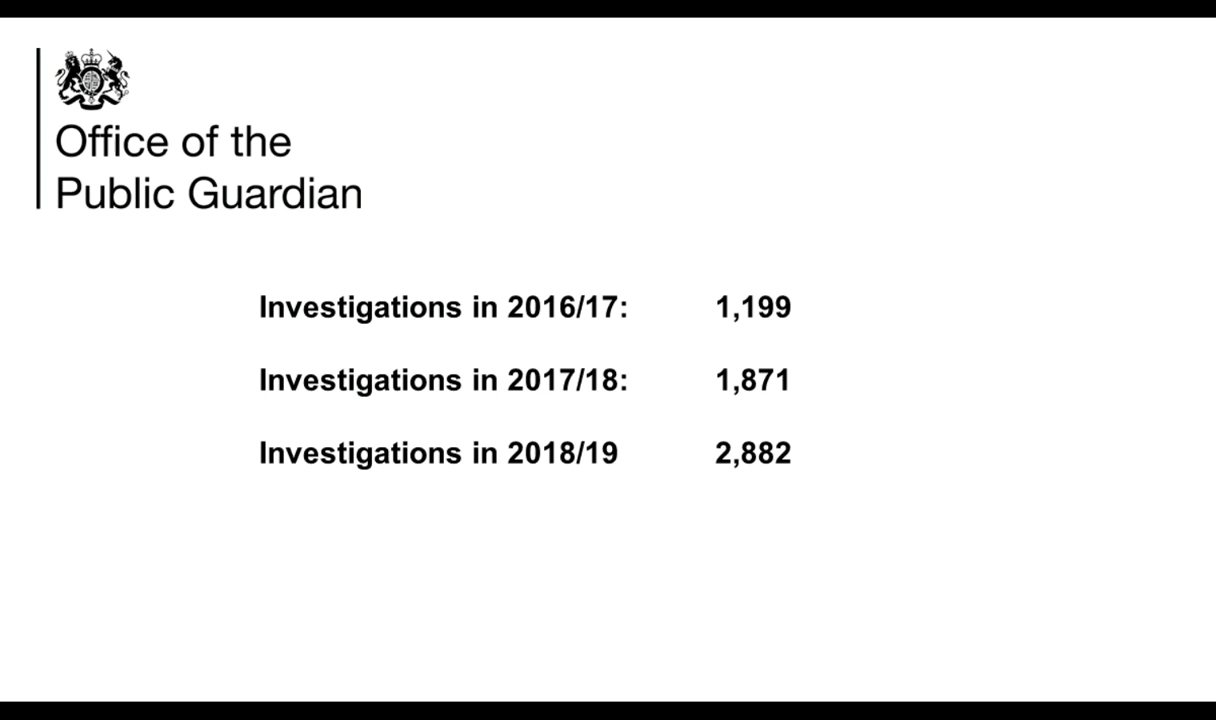 Office of the
Public Guardian
Investigations in 2016/17: 1,199
Investigations in 2017/18: 1,871
Investigations in 2018/19 2,882